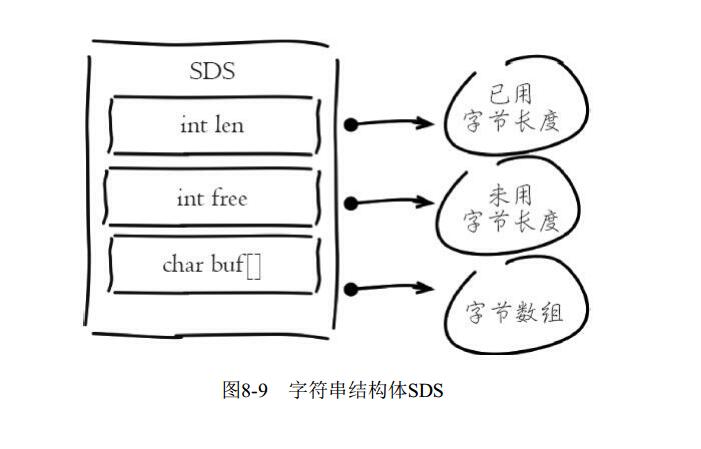 SDS
int len
已用
字节长度
int free
未用
字节长度
char buf[]
字节数组
图8-9 字符串结构体SDS